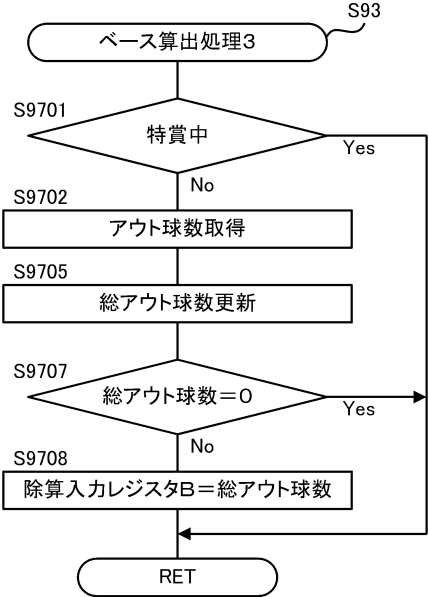 S93
ベース算出処理３
S9701
特賞中
Yes
No
S9702
アウト球数取得
S9705
総アウト球数更新
S9707
総アウト球数＝０
Yes
No
S9708
除算入力レジスタＢ＝総アウト球数
RET